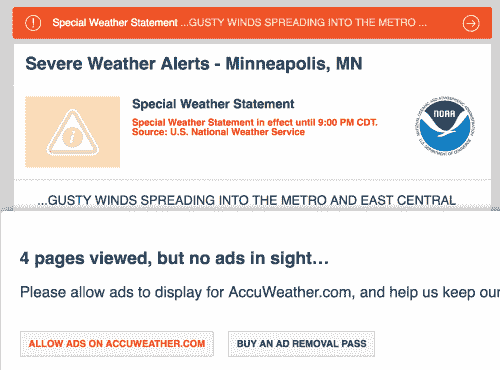 Special Weather Statement ...GUSTY WINDS SPREADING INTO THE METRO ...
Severe Weather Alerts - Minneapolis, MN
Special Weather Statement
Special Weather Statement in effect until 9:00 PM CDT.
Source: U.S. National Weather Service
NOAA
...GUSTY WINDS SPREADING INTO THE METRO AND EAST CENTRAL
4 pages viewed, but no ads in sight...
Please allow ads to display for AccuWeather.com, and help us keep our
ALLOW ADS ON ACCUWEATHER.COM
BUY AN AD REMOVAL PASS